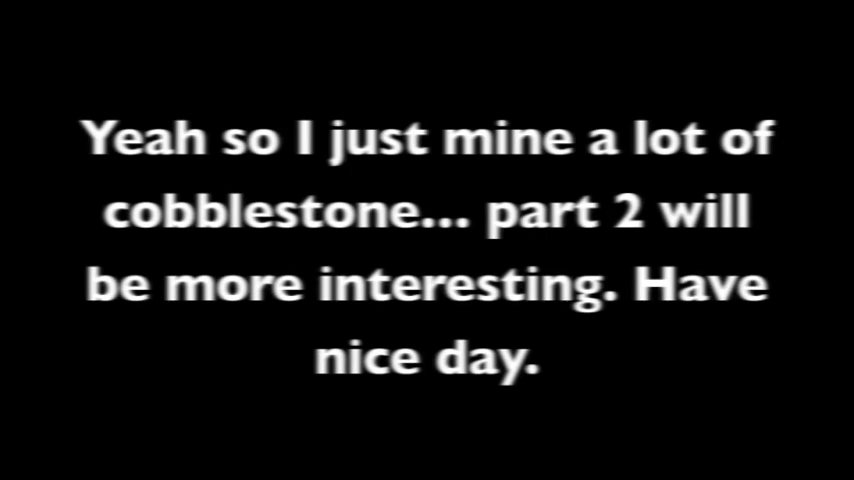 Yeah so I just mine a lot of
cobblestone... part 2 will
be more interesting. Have
nice day.